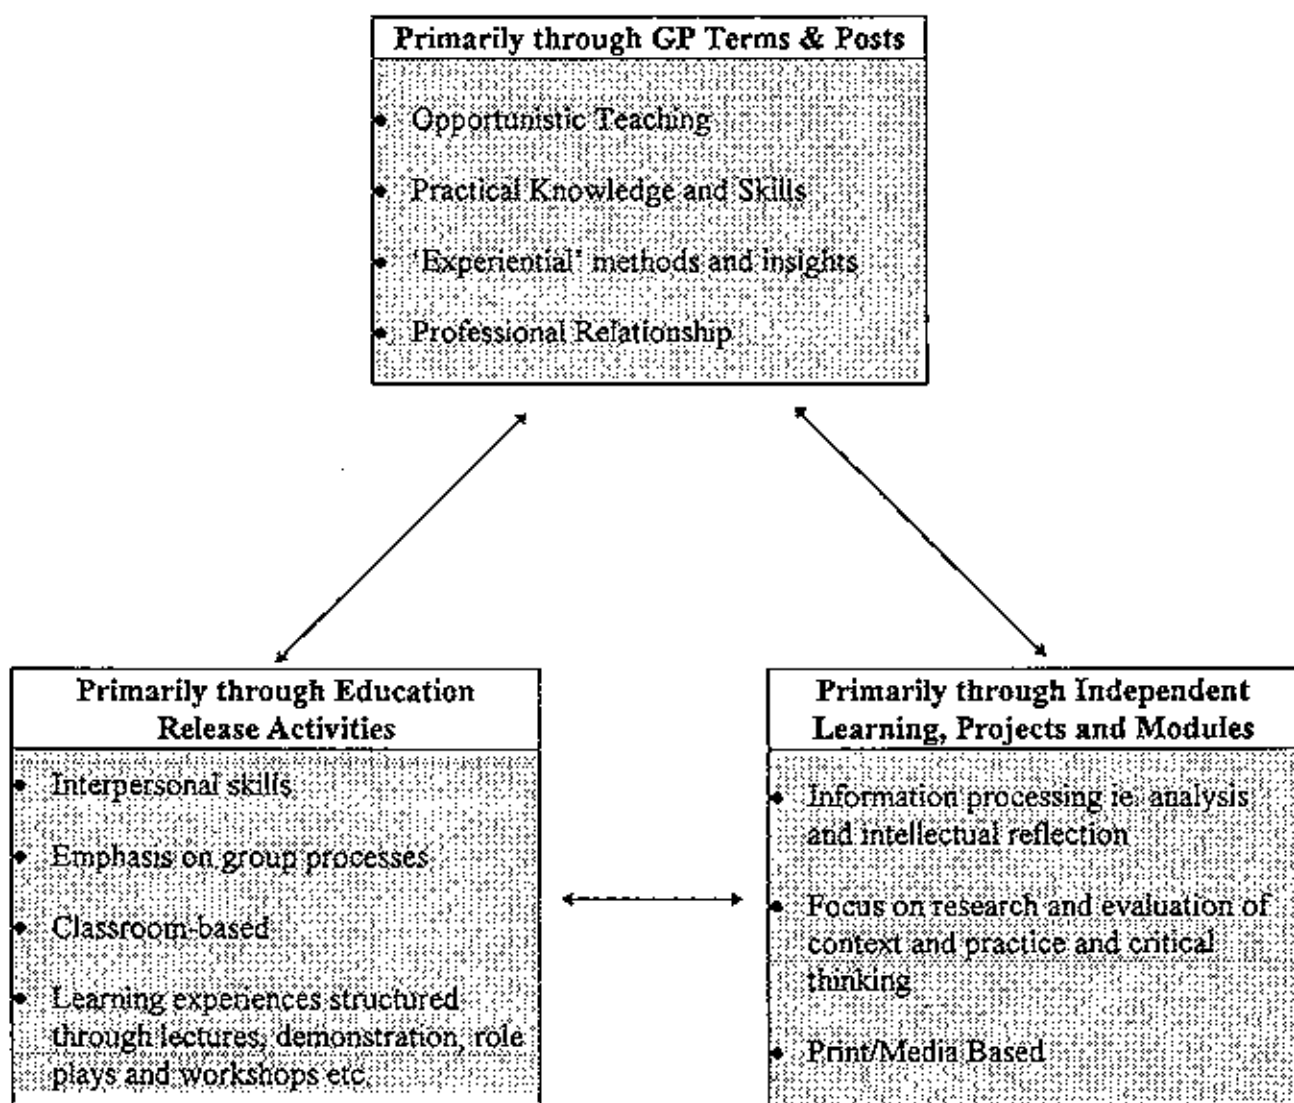 Primarily through GP Terms & Posts
• Opportunistic Teaching
• Practical Knowledge and Skills
• 'Experiential' methods and insights
• Professional Relationship
Primarily through Education
Release Activities
• Interpersonal skills
• Emphasis on group processes
• Classroom-based
• Learning experiences structured
through lectures, demonstration, role
plays and workshops etc.
Primarily through Independent
Learning, Projects and Modules
• Information processing ie. analysis
and intellectual reflection
• Focus on research and evaluation of
context and practice and critical
thinking
• Print/Media Based